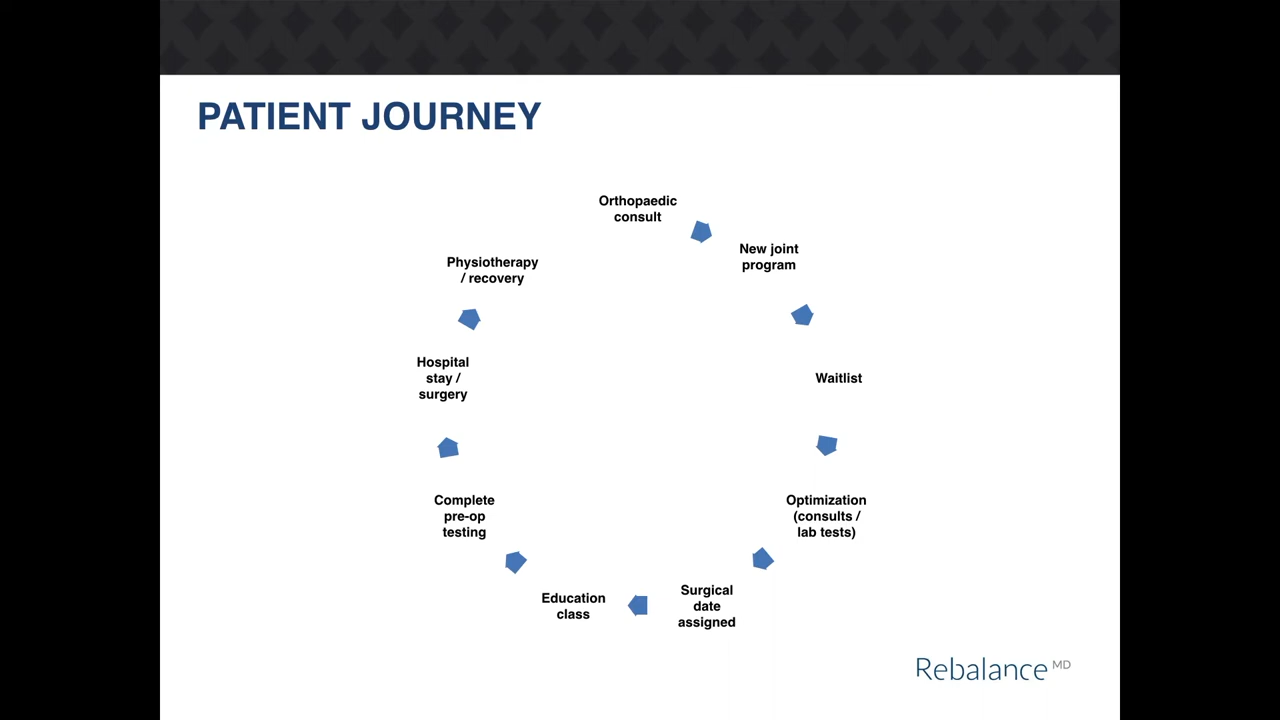 PATIENT JOURNEY
Orthopaedic
consult
New joint
program
Waitlist
Optimization
(consults /
lab tests)
Surgical
date
assigned
Education
class
Complete
pre-op
testing
Hospital
stay /
surgery
Physiotherapy
/ recovery
Rebalance MD